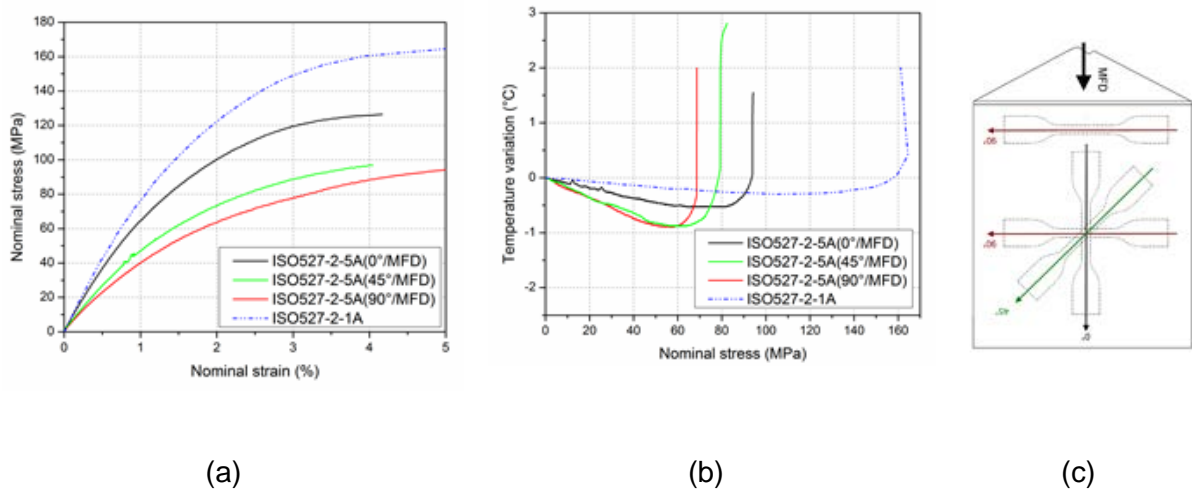 180
160
140
120
100
80
60
40
20
0
Nominal stress (MPa)
ISO527-2-5A(0°/MFD)
ISO527-2-5A(45°/MFD)
ISO527-2-5A(90°/MFD)
ISO527-2-1A
0 1 2 3 4 5
Nominal strain (%)
3
2
1
0
-1
-2
Temperature variation (°C)
ISO527-2-5A(0°/MFD)
ISO527-2-5A(45°/MFD)
ISO527-2-5A(90°/MFD)
ISO527-2-1A
0 20 40 60 80 100 120 140 160
Nominal stress (MPa)
MFD
90°
90°
45°
0°
(a) (b) (c)